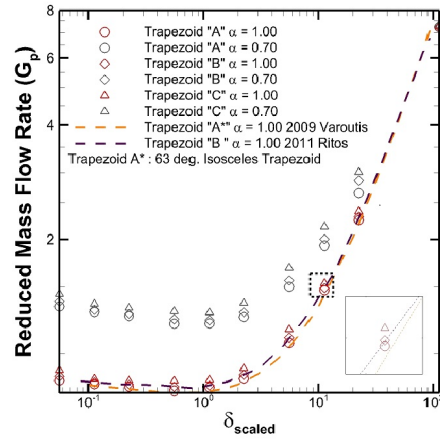 8
4
2
Reduced Mass Flow Rate (Gp)
Trapezoid "A" α = 1.00
Trapezoid "A" α = 0.70
Trapezoid "B" α = 1.00
Trapezoid "B" α = 0.70
Trapezoid "C" α = 1.00
Trapezoid "C" α = 0.70
Trapezoid "A*" α = 1.00 2009 Varoutis
Trapezoid "B " α = 1.00 2011 Ritos
Trapezoid A* : 63 deg. Isosceles Trapezoid
10⁻¹ 10⁰ 10¹ 10²
δscaled